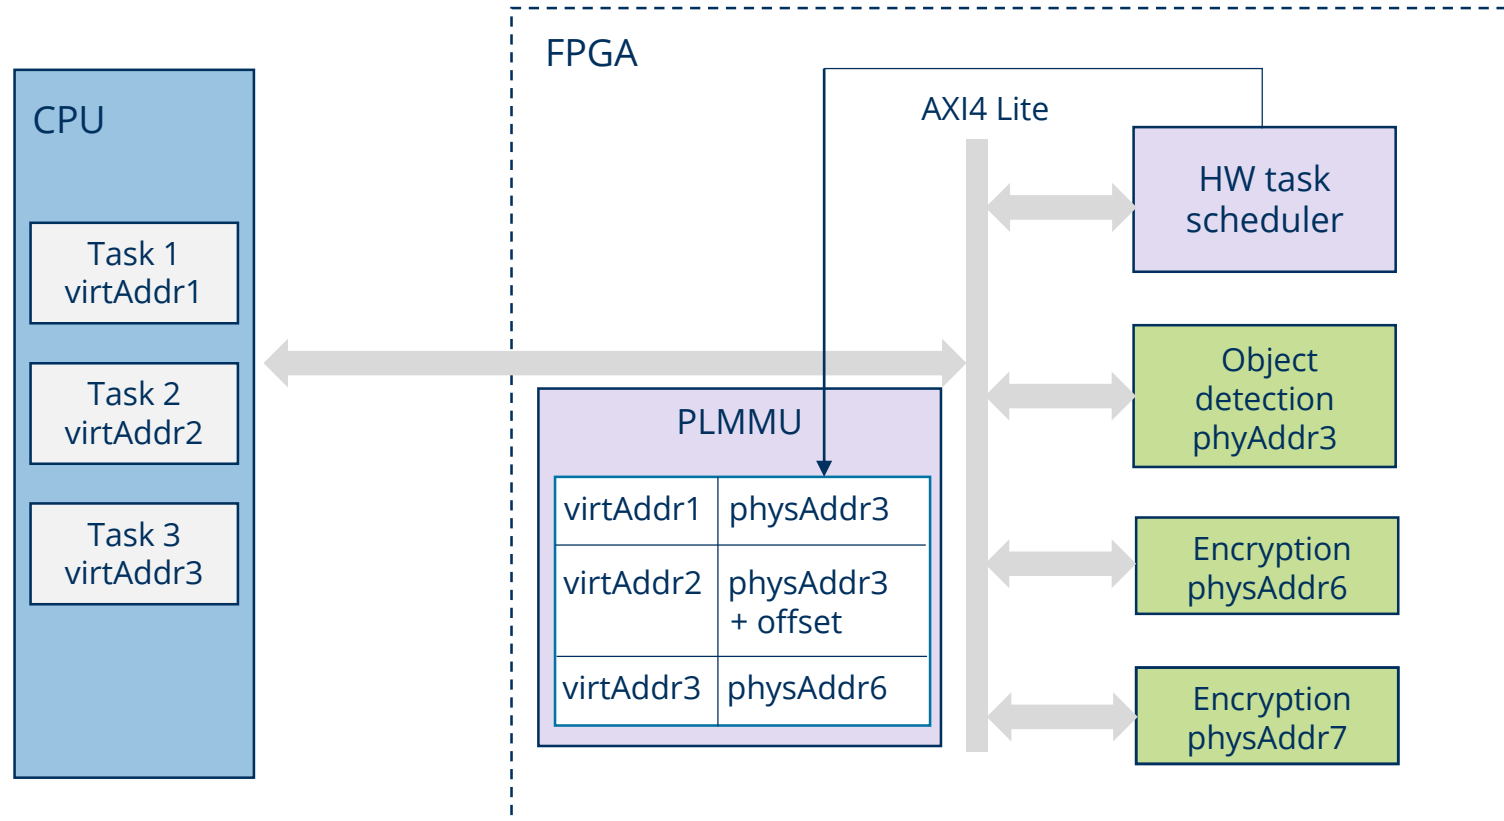 FPGA
CPU
AXI4 Lite
Task 1
virtAddr1
Task 2
virtAddr2
Task 3
virtAddr3
PLMMU
virtAddr1 physAddr3
virtAddr2 physAddr3
+ offset
virtAddr3 physAddr6
HW task
scheduler
Object
detection
phyAddr3
Encryption
physAddr6
Encryption
physAddr7